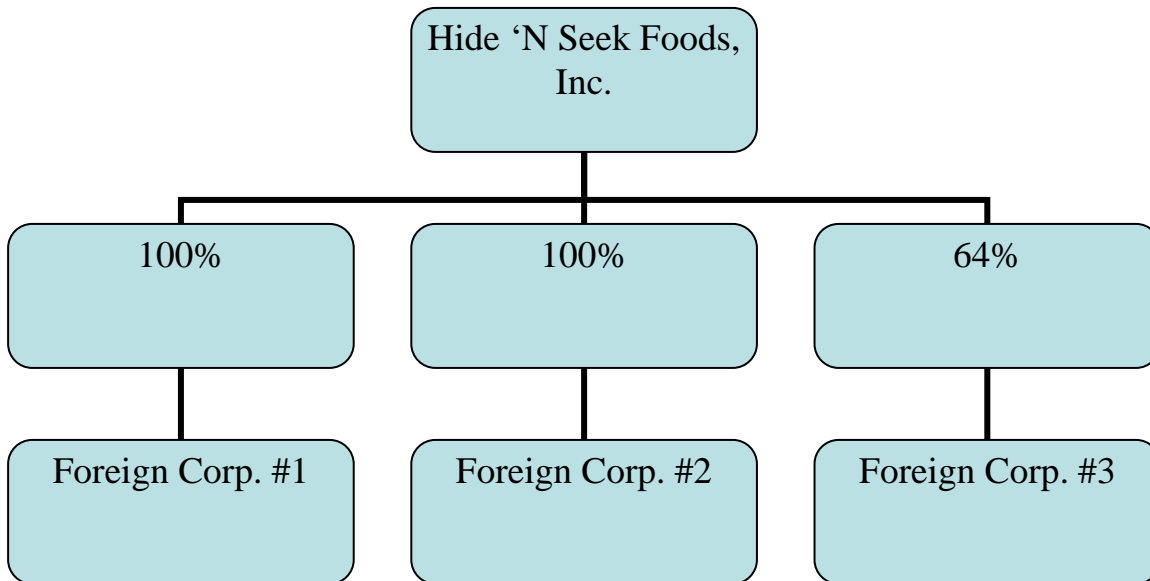 Hide ‘N Seek Foods,
Inc.
100%
100%
64%
Foreign Corp. #1
Foreign Corp. #2
Foreign Corp. #3